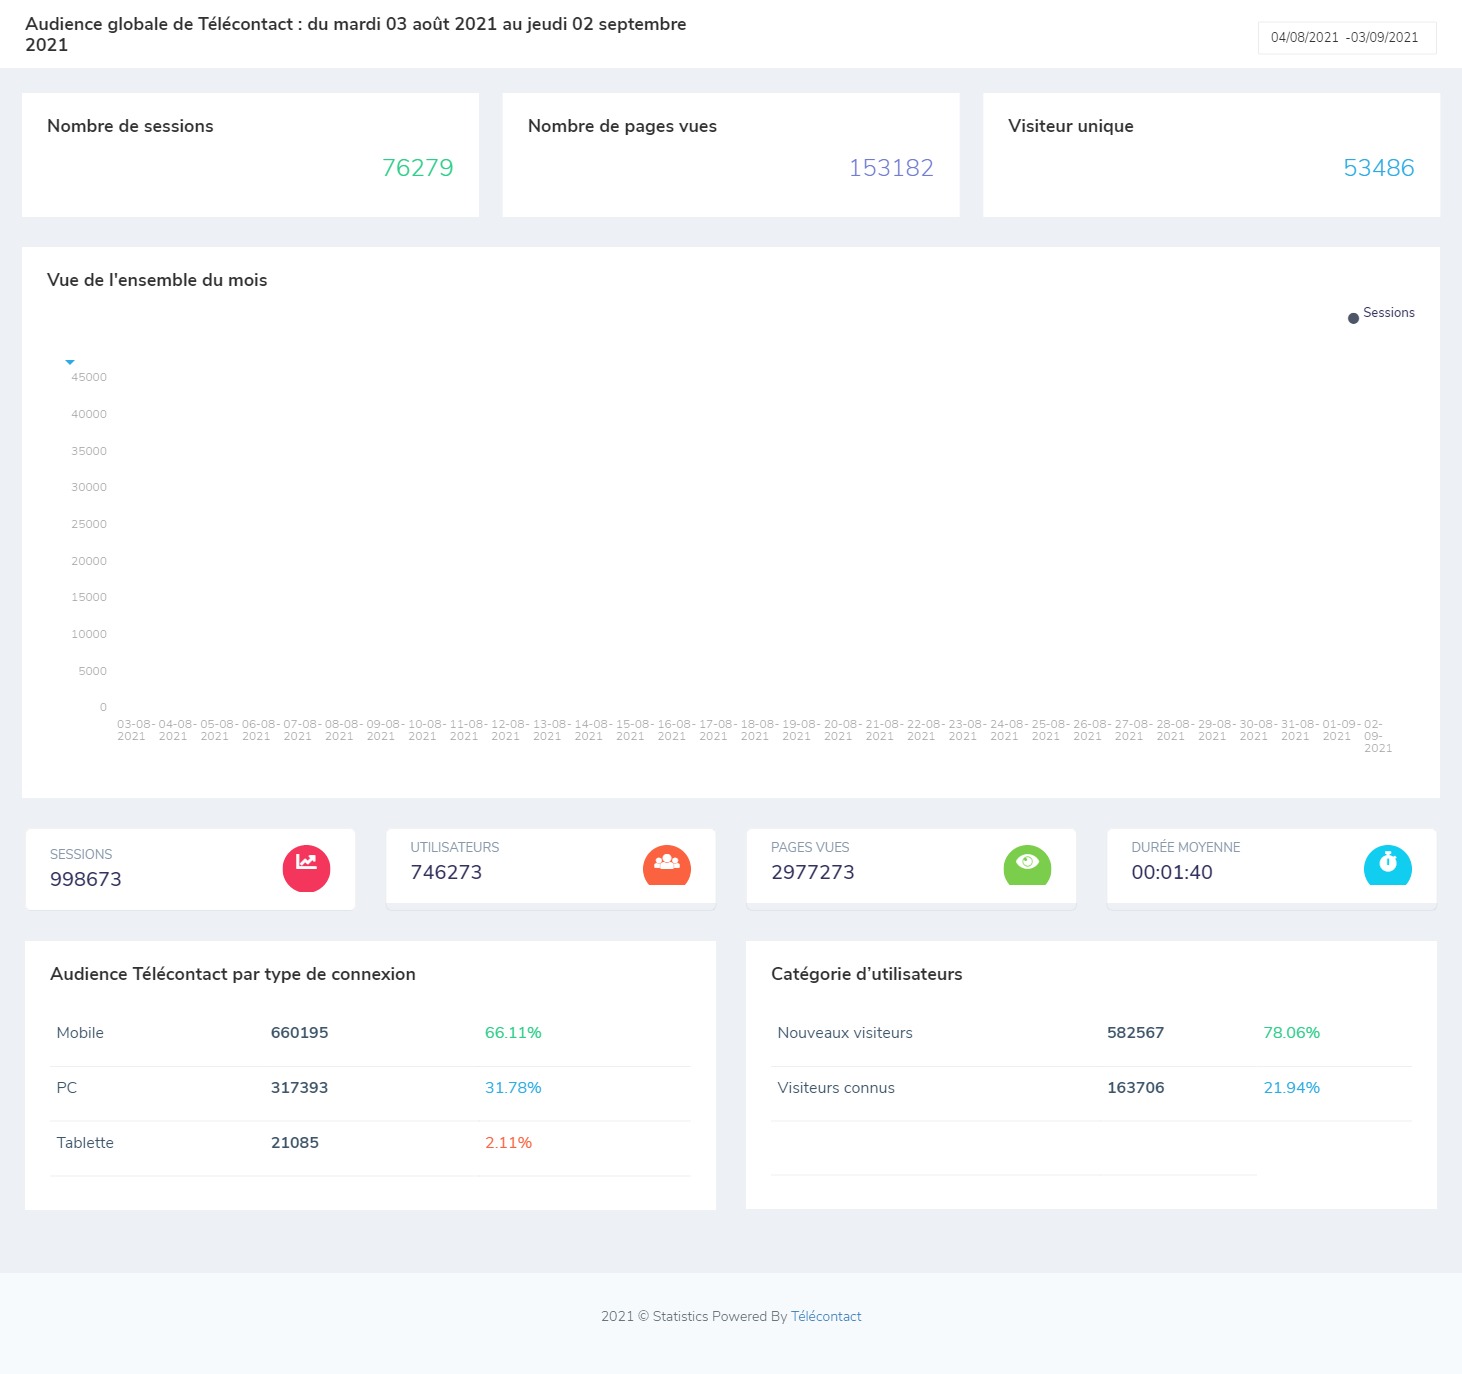 Audience globale de Télécontact : du mardi 03 août 2021 au jeudi 02 septembre
2021
04/08/2021 -03/09/2021
Nombre de sessions
76279
Nombre de pages vues
153182
Visiteur unique
53486
Vue de l'ensemble du mois
Sessions
45000
40000
35000
30000
25000
20000
15000
10000
5000
0
03-08-2021
04-08-2021
05-08-2021
06-08-2021
07-08-2021
08-08-2021
09-08-2021
10-08-2021
11-08-2021
12-08-2021
13-08-2021
14-08-2021
15-08-2021
16-08-2021
17-08-2021
18-08-2021
19-08-2021
20-08-2021
21-08-2021
22-08-2021
23-08-2021
24-08-2021
25-08-2021
26-08-2021
27-08-2021
28-08-2021
29-08-2021
30-08-2021
31-08-2021
01-09-2021
02-09-2021
SESSIONS
998673
UTILISATEURS
746273
PAGES VUES
2977273
DURÉE MOYENNE
00:01:40
Audience Télécontact par type de connexion
Mobile 660195 66.11%
PC 317393 31.78%
Tablette 21085 2.11%
Catégorie d’utilisateurs
Nouveaux visiteurs 582567 78.06%
Visiteurs connus 163706 21.94%
2021 © Statistics Powered By Télécontact